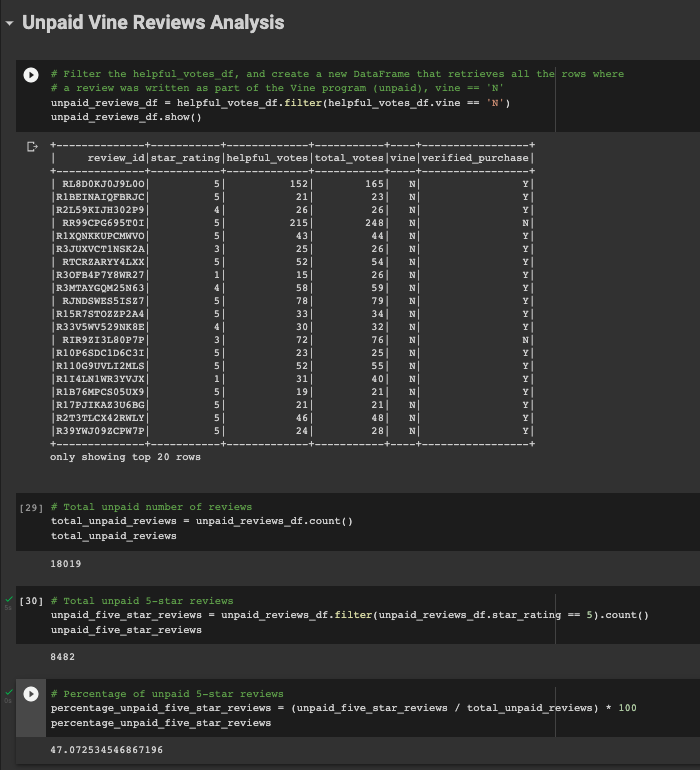 Unpaid Vine Reviews Analysis
# Filter the helpful_votes_df, and create a new DataFrame that retrieves all the rows where
# a review was written as part of the Vine program (unpaid), vine == 'N'
unpaid_reviews_df = helpful_votes_df.filter(helpful_votes_df.vine == 'N')
unpaid_reviews_df.show()
+--------------+-----------+-------------+-----------+----+-----------------+
|     review_id|star_rating|helpful_votes|total_votes|vine|verified_purchase|
+--------------+-----------+-------------+-----------+----+-----------------+
| RL8D0KJ0J9L0O|          5|          152|        165|   N|                Y|
|R1BEINAIQFBRJC|          5|           21|         23|   N|                Y|
|R2L59KIJH302P9|          4|           26|         26|   N|                Y|
| RR99CPG695T0I|          5|          215|        248|   N|                N|
|R1XQNKKUPCMWVO|          5|           43|         44|   N|                Y|
|R3JUXVCT1NSK2A|          3|           25|         26|   N|                Y|
| RTCRZARYY4LXX|          5|           52|         54|   N|                Y|
|R3OFB4P7Y8WR27|          1|           15|         26|   N|                Y|
|R3MTAYGQM25N63|          4|           58|         59|   N|                Y|
| RJNDSWES5ISZ7|          5|           78|         79|   N|                Y|
|R15R7STOZZP2A4|          5|           33|         34|   N|                Y|
|R33V5WV529NK8E|          4|           30|         32|   N|                Y|
| RIR9ZI3L80P7P|          3|           72|         76|   N|                N|
|R10P6SDC1D6C3I|          5|           23|         25|   N|                Y|
|R110G9UVLI2MLS|          5|           52|         55|   N|                Y|
|R1I4LN1WR3YVJX|          1|           31|         40|   N|                Y|
|R1B76MPCS05UX9|          5|           19|         21|   N|                Y|
|R17PJIKAZ3U6BG|          5|           21|         21|   N|                Y|
|R2T3TLCX42RWLY|          5|           46|         48|   N|                Y|
|R39YWJ09ZCPW7P|          5|           24|         28|   N|                Y|
+--------------+-----------+-------------+-----------+----+-----------------+
only showing top 20 rows
[29] # Total unpaid number of reviews
total_unpaid_reviews = unpaid_reviews_df.count()
total_unpaid_reviews
18019
[30] # Total unpaid 5-star reviews
unpaid_five_star_reviews = unpaid_reviews_df.filter(unpaid_reviews_df.star_rating == 5).count()
unpaid_five_star_reviews
8482
# Percentage of unpaid 5-star reviews
percentage_unpaid_five_star_reviews = (unpaid_five_star_reviews / total_unpaid_reviews) * 100
percentage_unpaid_five_star_reviews
47.072534546867196